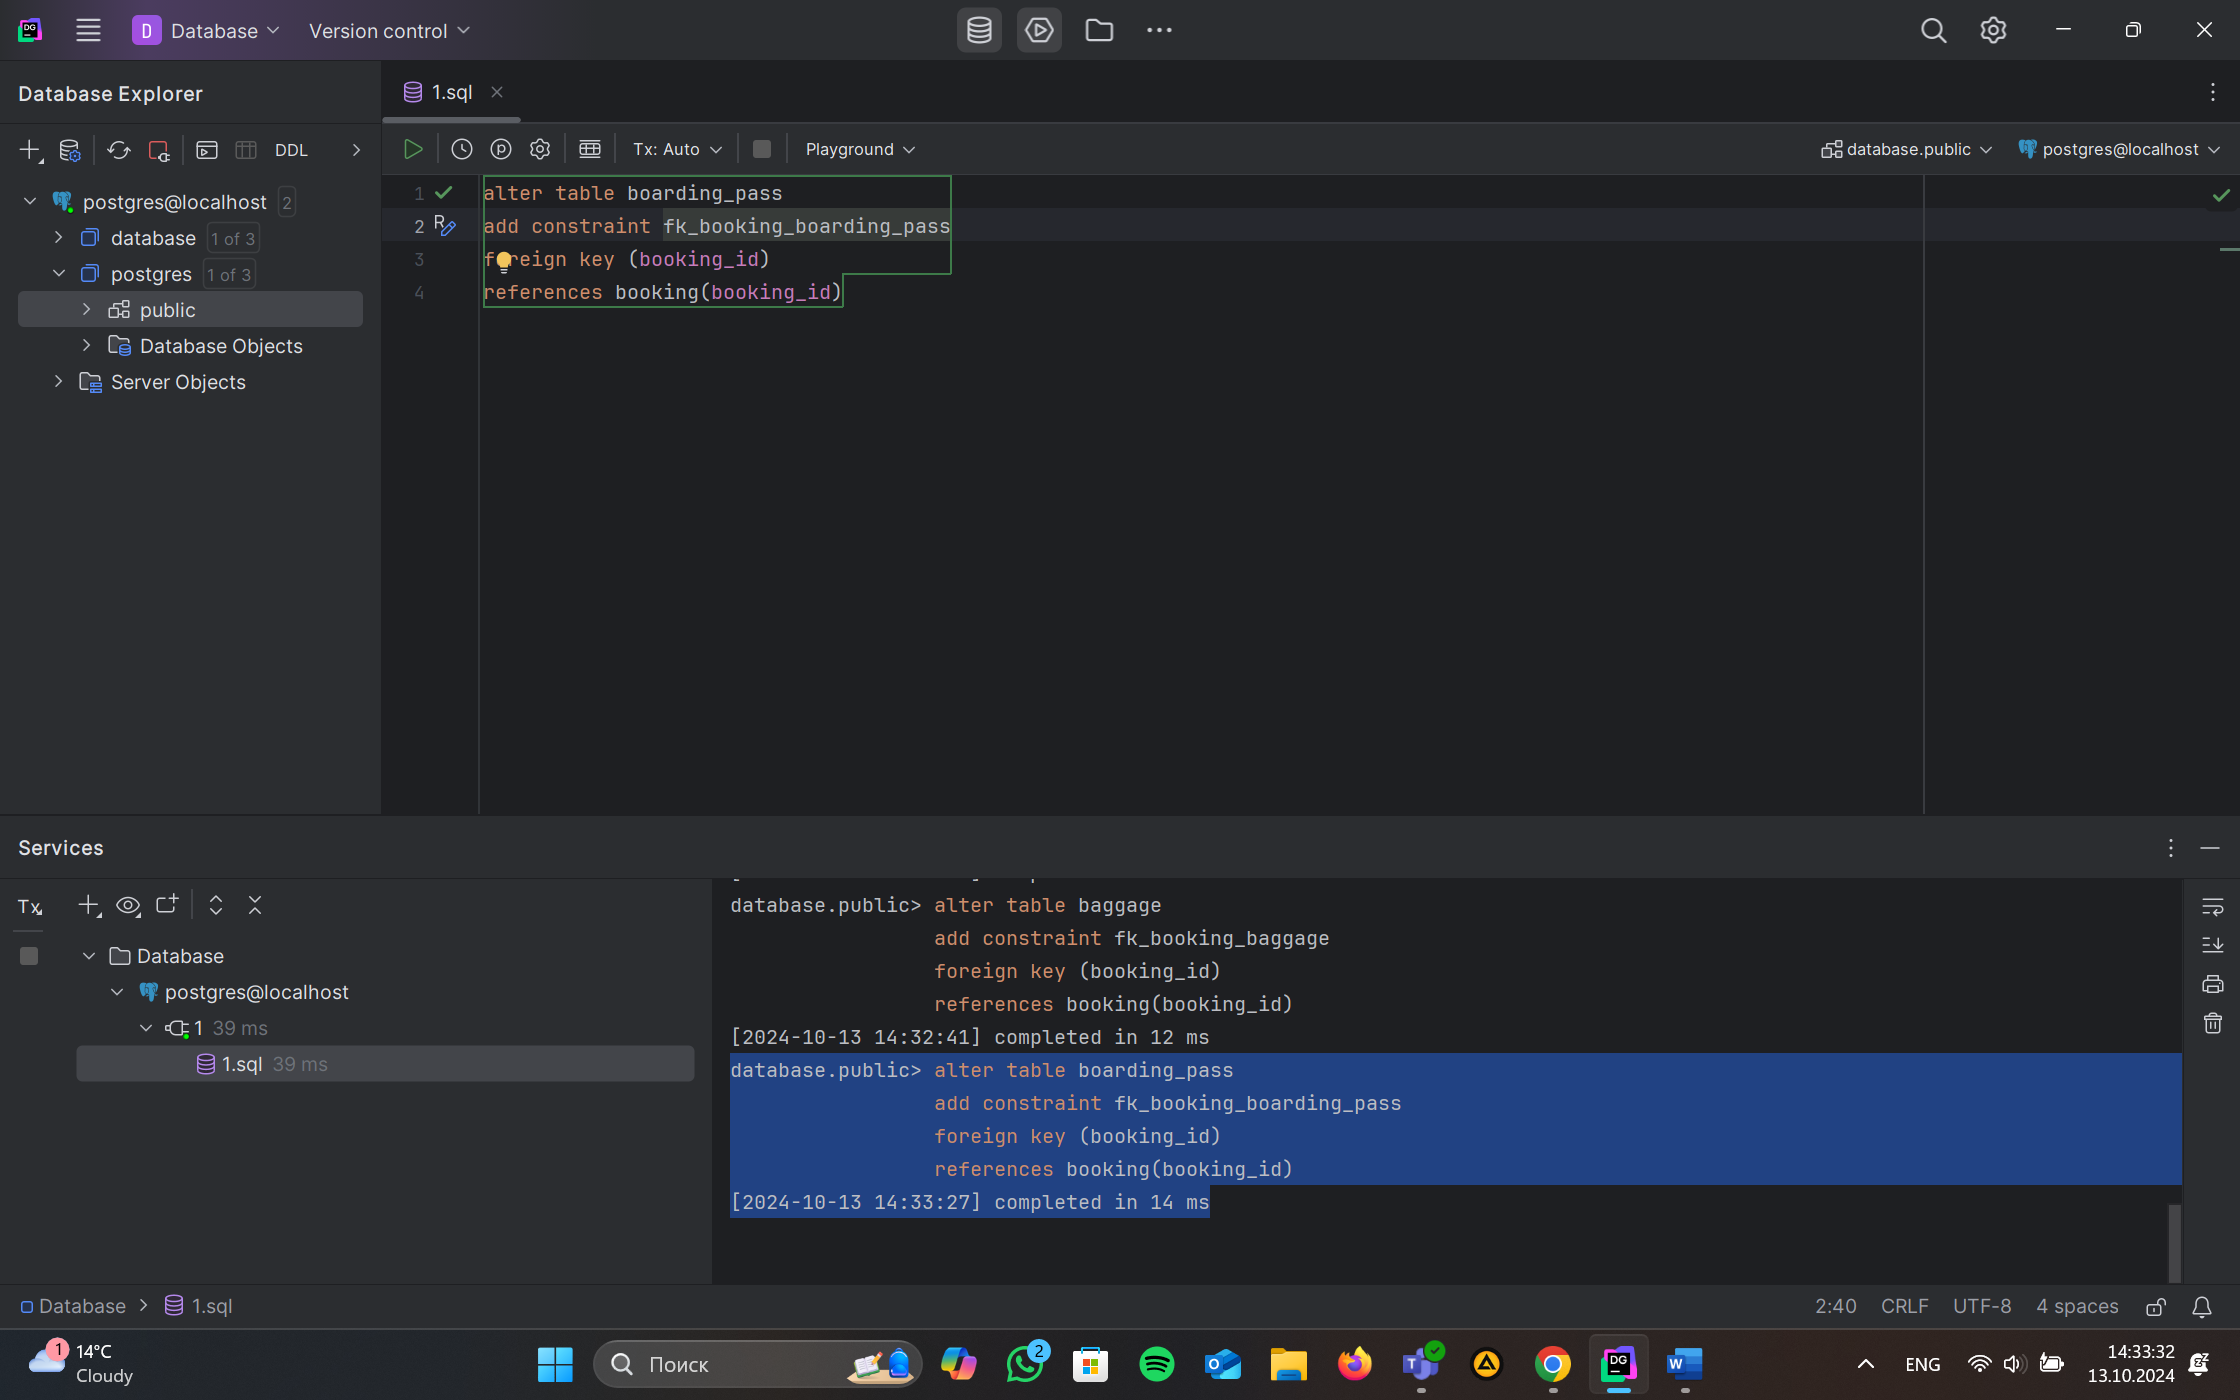 DG
D Database Version control
Database Explorer
1.sql
DDL
Tx: Auto
Playground
database.public
postgres@localhost
postgres@localhost 2
database 1 of 3
postgres 1 of 3
public
Database Objects
Server Objects
1 alter table boarding_pass
2 add constraint fk_booking_boarding_pass
3 foreign key (booking_id)
4 references booking(booking_id)
Services
Tx
Database
postgres@localhost
1 39 ms
1.sql 39 ms
database.public> alter table baggage
add constraint fk_booking_baggage
foreign key (booking_id)
references booking(booking_id)
[2024-10-13 14:32:41] completed in 12 ms
database.public> alter table boarding_pass
add constraint fk_booking_boarding_pass
foreign key (booking_id)
references booking(booking_id)
[2024-10-13 14:33:27] completed in 14 ms
Database > 1.sql
2:40 CRLF UTF-8 4 spaces
1
14°C
Cloudy
Поиск
2
ENG
14:33:32
13.10.2024